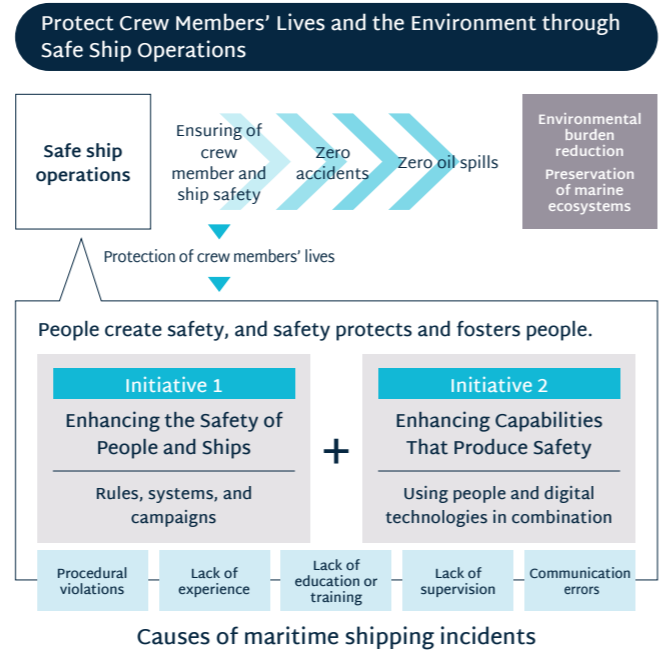 Protect Crew Members’ Lives and the Environment through
Safe Ship Operations
Safe ship
operations
Ensuring of
crew
member and
ship safety
Zero
accidents
Zero oil spills
Environmental
burden
reduction
Preservation
of marine
ecosystems
Protection of crew members’ lives
People create safety, and safety protects and fosters people.
Initiative 1
Enhancing the Safety of
People and Ships
Rules, systems, and
campaigns
+
Initiative 2
Enhancing Capabilities
That Produce Safety
Using people and digital
technologies in combination
Procedural
violations
Lack of
experience
Lack of
education or
training
Lack of
supervision
Communication
errors
Causes of maritime shipping incidents